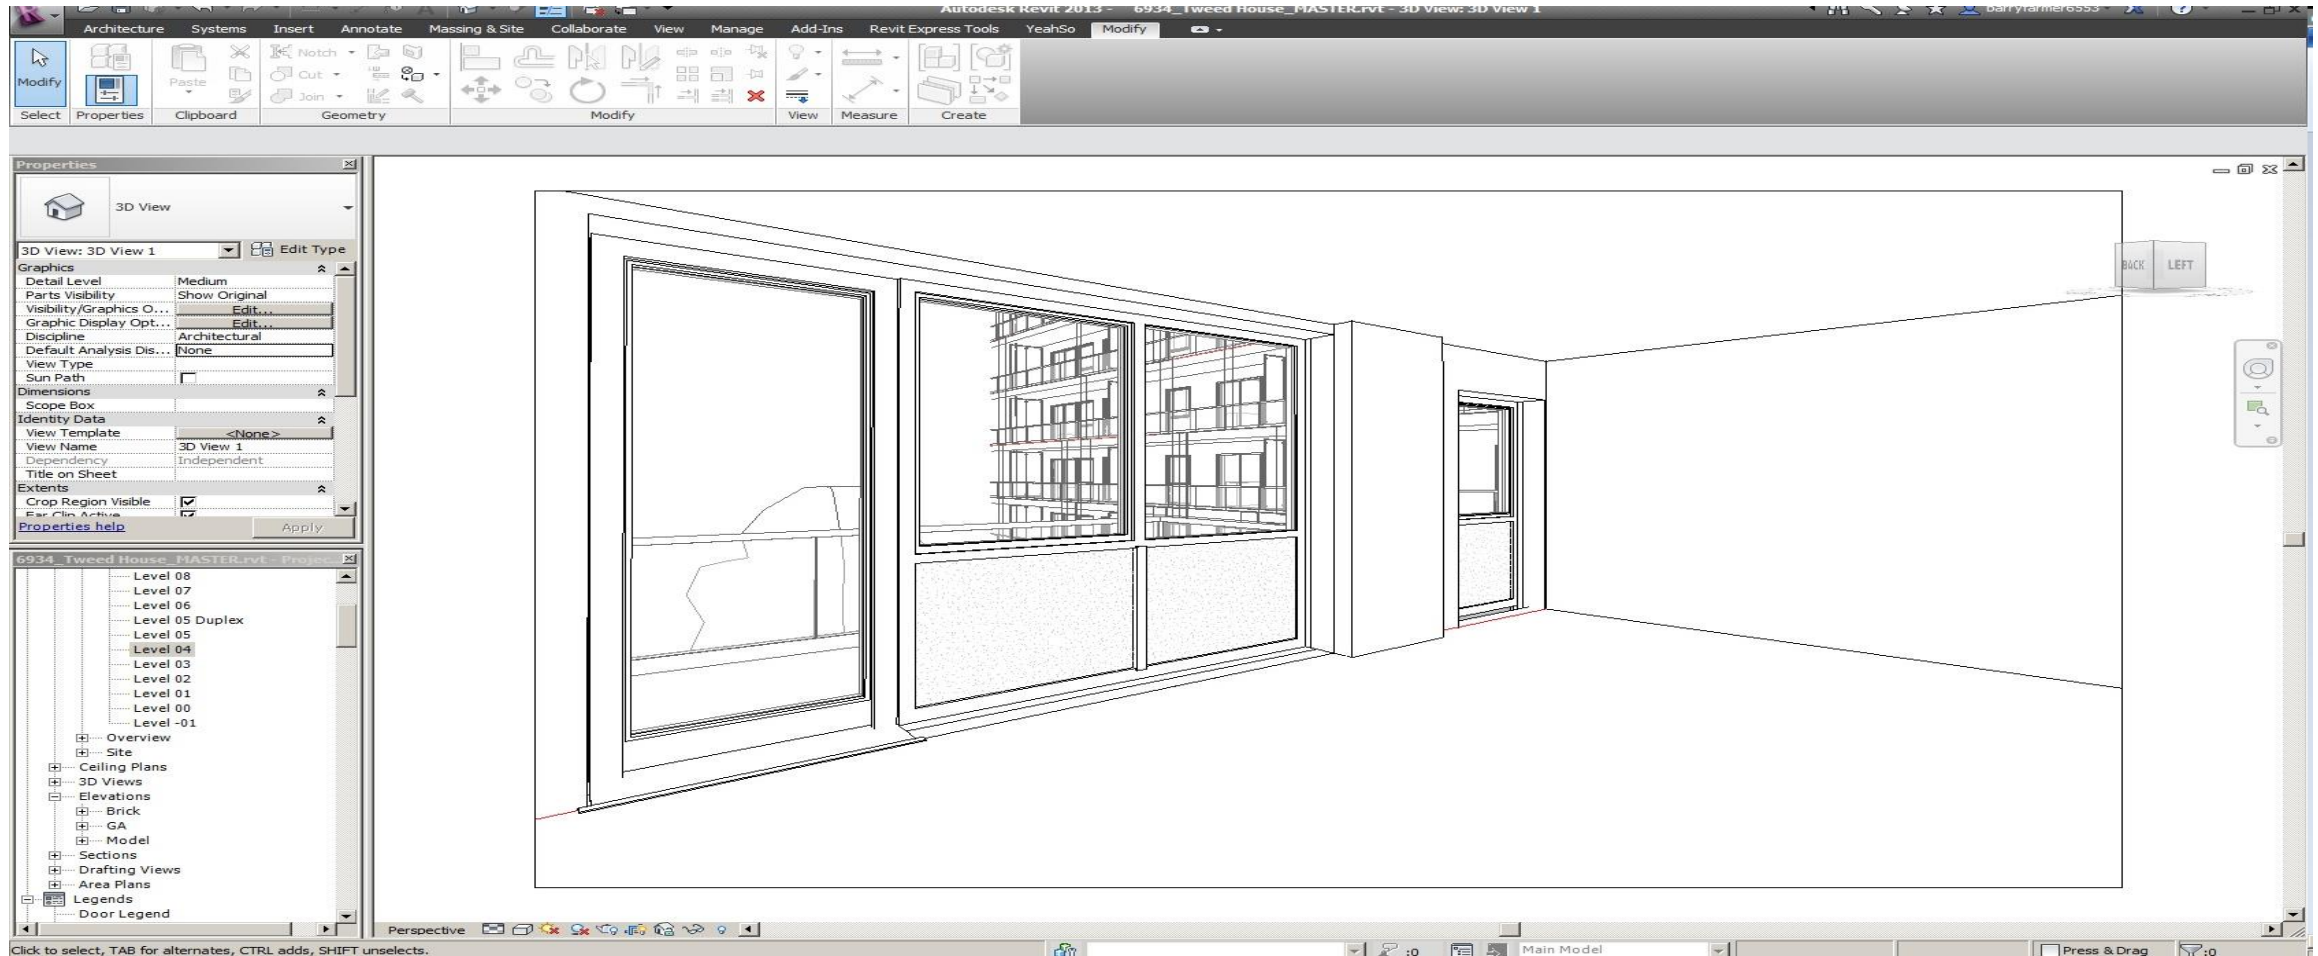 Autodesk Revit 2013 - 6934_Tweed House_MASTER.rvt - 3D View: 3D View 1 barryfarmer6553
Architecture Systems Insert Annotate Massing & Site Collaborate View Manage Add-Ins Revit Express Tools YeahSo Modify
Modify Paste Notch Cut Join
Select Properties Clipboard Geometry Modify View Measure Create
Properties
3D View
3D View: 3D View 1 Edit Type
Graphics
Detail Level Medium
Parts Visibility Show Original
Visibility/Graphics O... Edit...
Graphic Display Opt... Edit...
Discipline Architectural
Default Analysis Dis... None
View Type
Sun Path
Dimensions
Scope Box
Identity Data
View Template <None>
View Name 3D View 1
Dependency Independent
Title on Sheet
Extents
Crop Region Visible
Far Clip Active
Properties help Apply
6934_Tweed House_MASTER.rvt - Projec...
Level 08
Level 07
Level 06
Level 05 Duplex
Level 05
Level 04
Level 03
Level 02
Level 01
Level 00
Level -01
Overview
Site
Ceiling Plans
3D Views
Elevations
Brick
GA
Model
Sections
Drafting Views
Area Plans
Legends
Door Legend
BACK LEFT
Perspective
Click to select, TAB for alternates, CTRL adds, SHIFT unselects. :0 Main Model Press & Drag :0